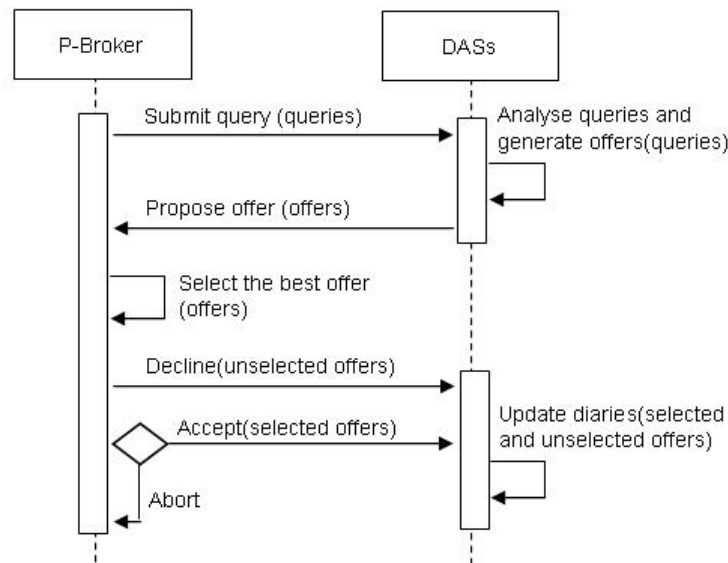 P-Broker
DASs
Submit query (queries)
Analyse queries and
generate offers(queries)
Propose offer (offers)
Select the best offer
(offers)
Decline(unselected offers)
Accept(selected offers)
Update diaries(selected
and unselected offers)
Abort